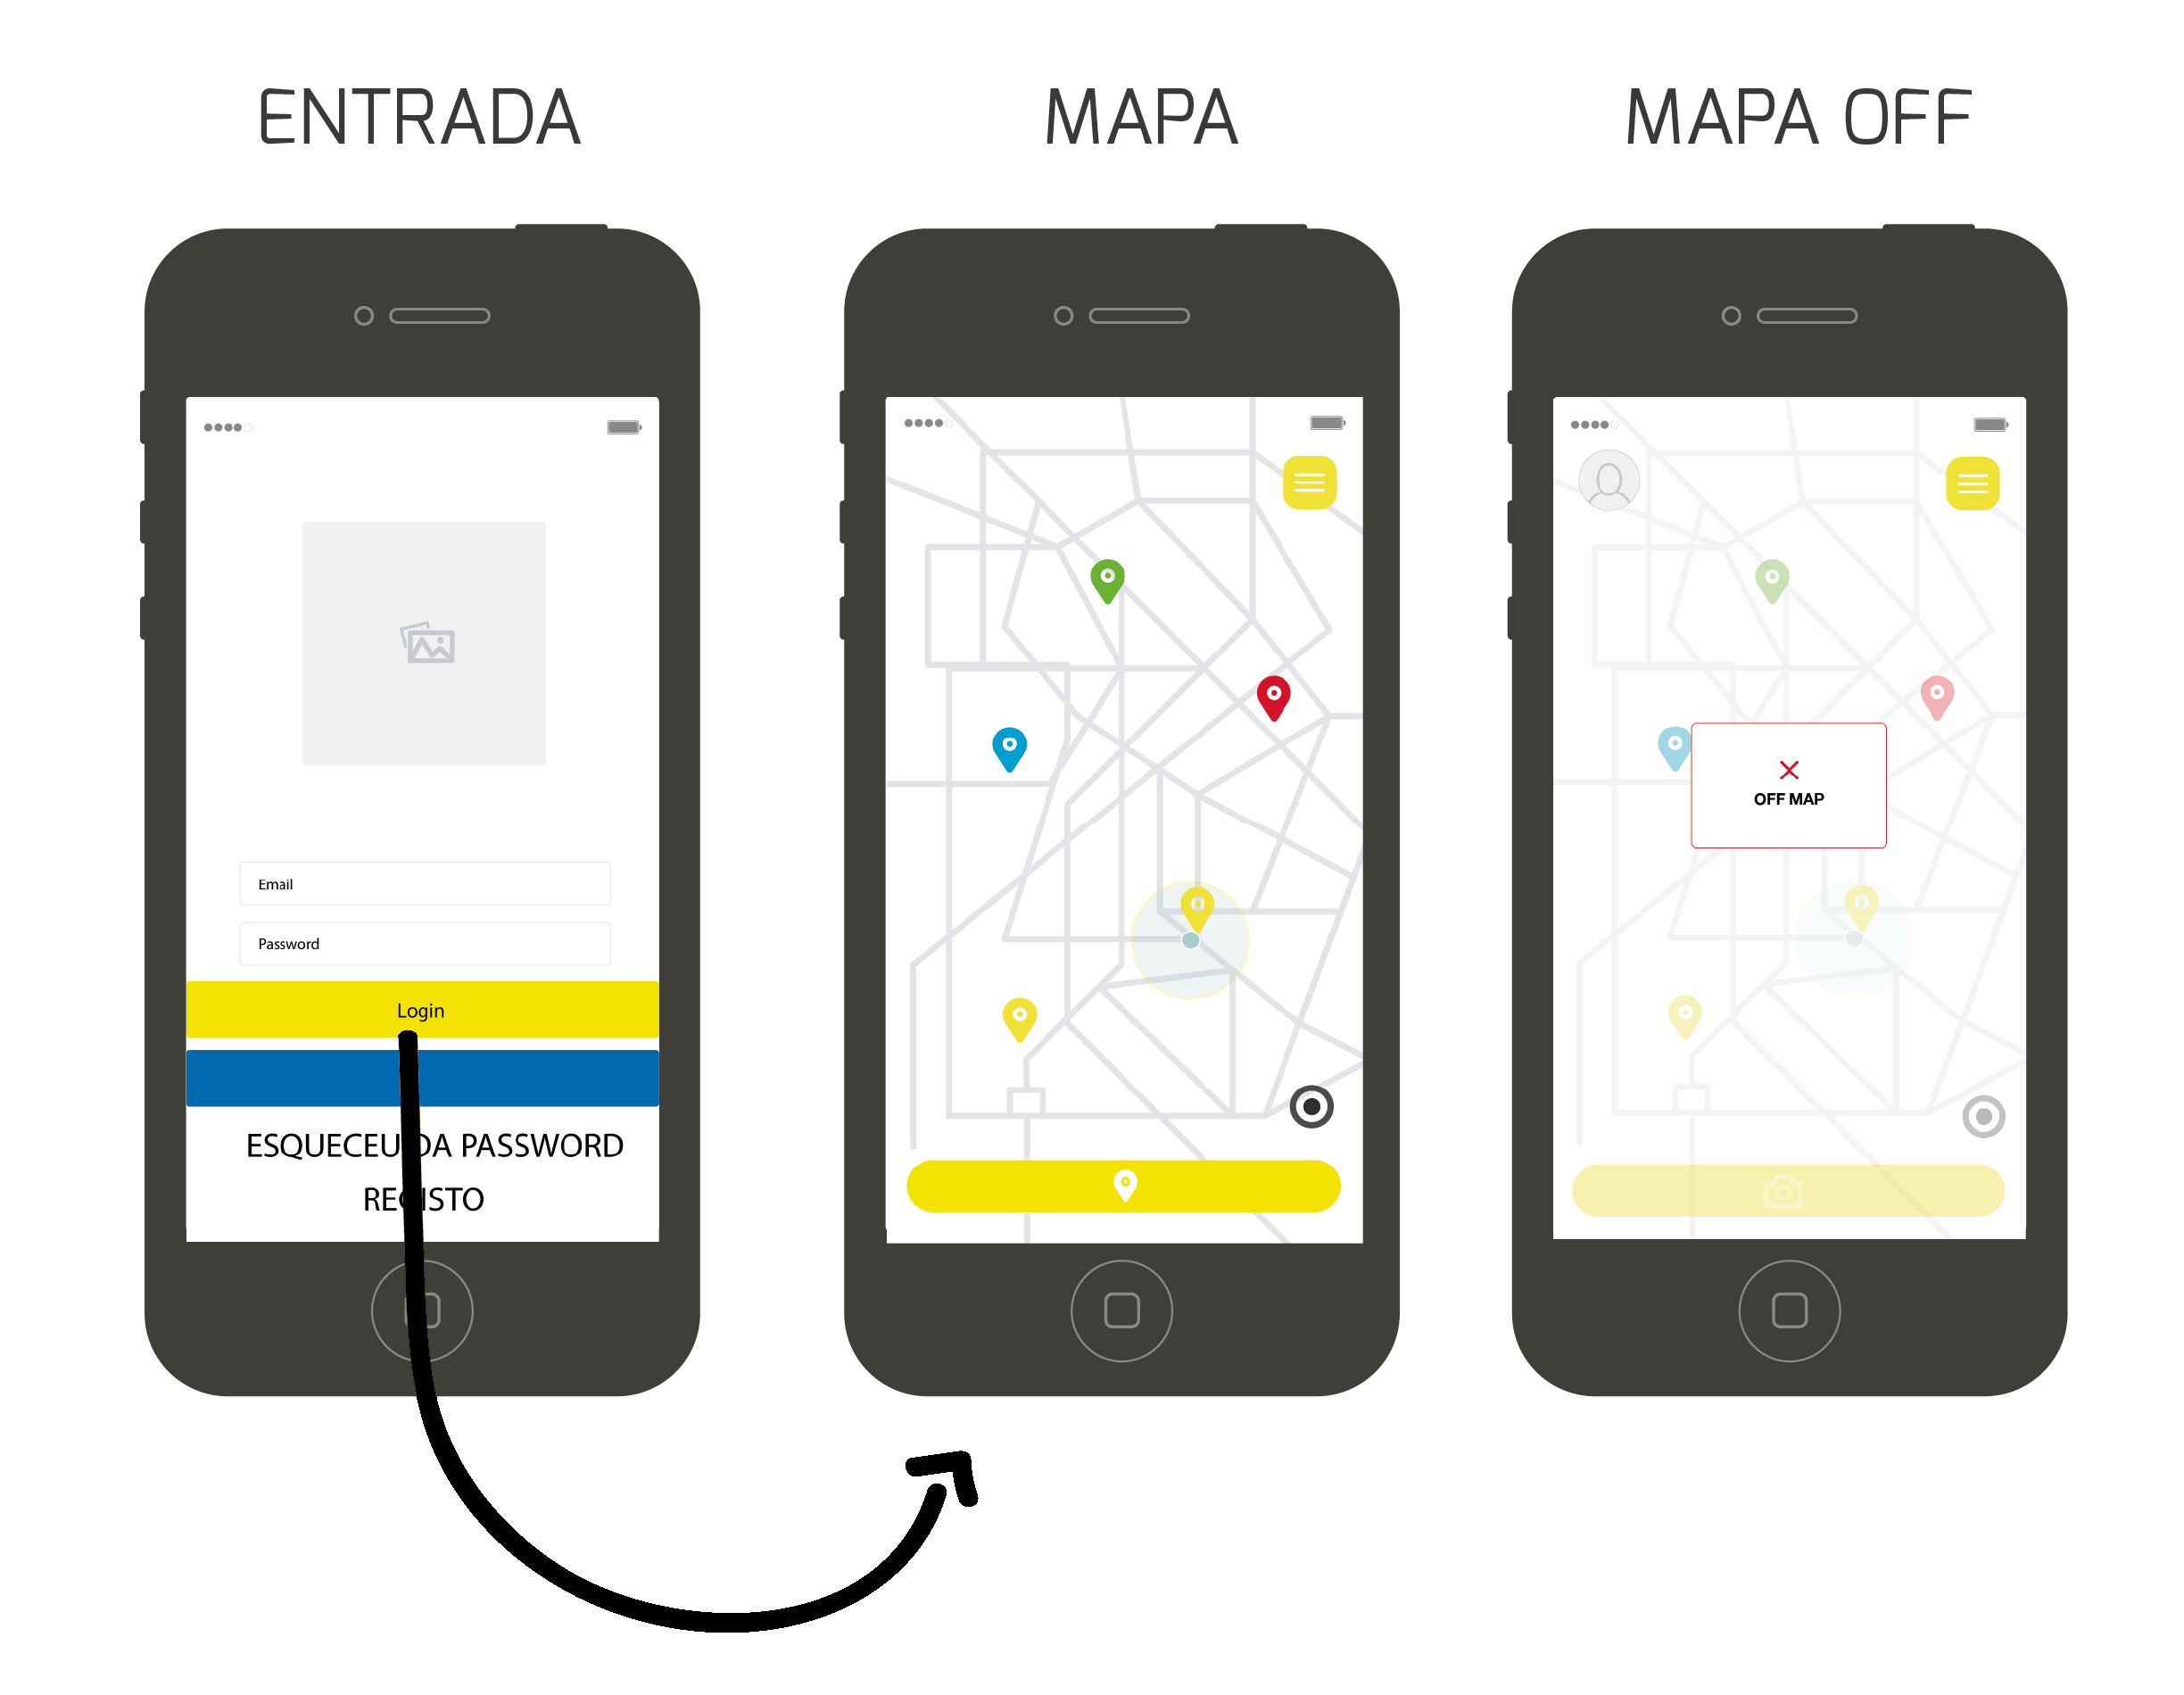 ENTRADA
MAPA
MAPA OFF
Email
Password
Login
ESQUECEU DA PASSWORD
REGISTO
OFF MAP